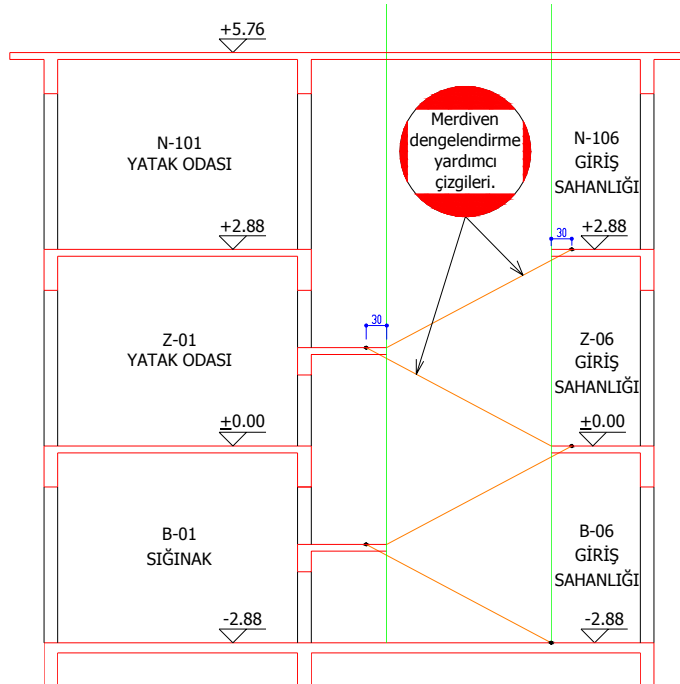 +5.76
Merdiven
dengelendirme
yardımcı
çizgileri.
N-101
YATAK ODASI
N-106
GİRİŞ
SAHANLIĞI
+2.88
30
+2.88
30
Z-01
YATAK ODASI
Z-06
GİRİŞ
SAHANLIĞI
±0.00
±0.00
B-01
SIĞINAK
B-06
GİRİŞ
SAHANLIĞI
-2.88
-2.88